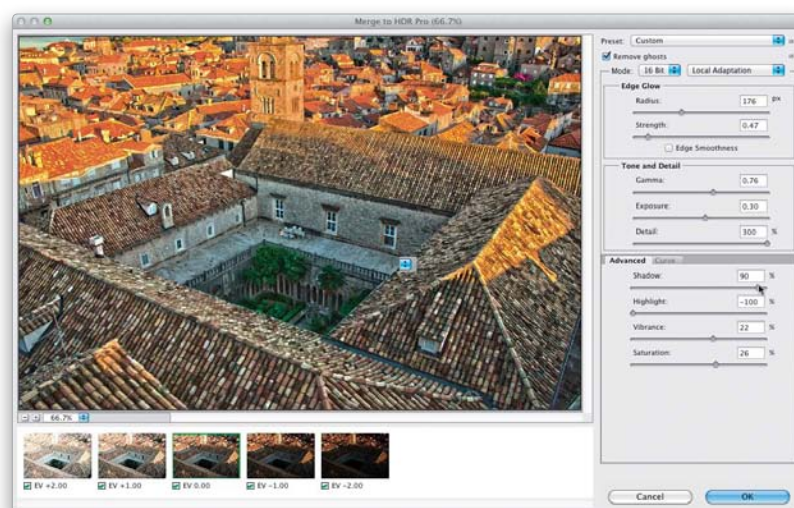 Merge to HDR Pro (66.7%)
Preset: Custom
Remove ghosts
Mode: 16 Bit Local Adaptation
Edge Glow
Radius: 176 px
Strength: 0.47
Edge Smoothness
Tone and Detail
Gamma: 0.76
Exposure: 0.30
Detail: 300 %
Advanced Curve
Shadow: 90 %
Highlight: -100 %
Vibrance: 22 %
Saturation: 26 %
66.7%
EV +2.00 EV +1.00 EV 0.00 EV -1.00 EV -2.00
Cancel OK